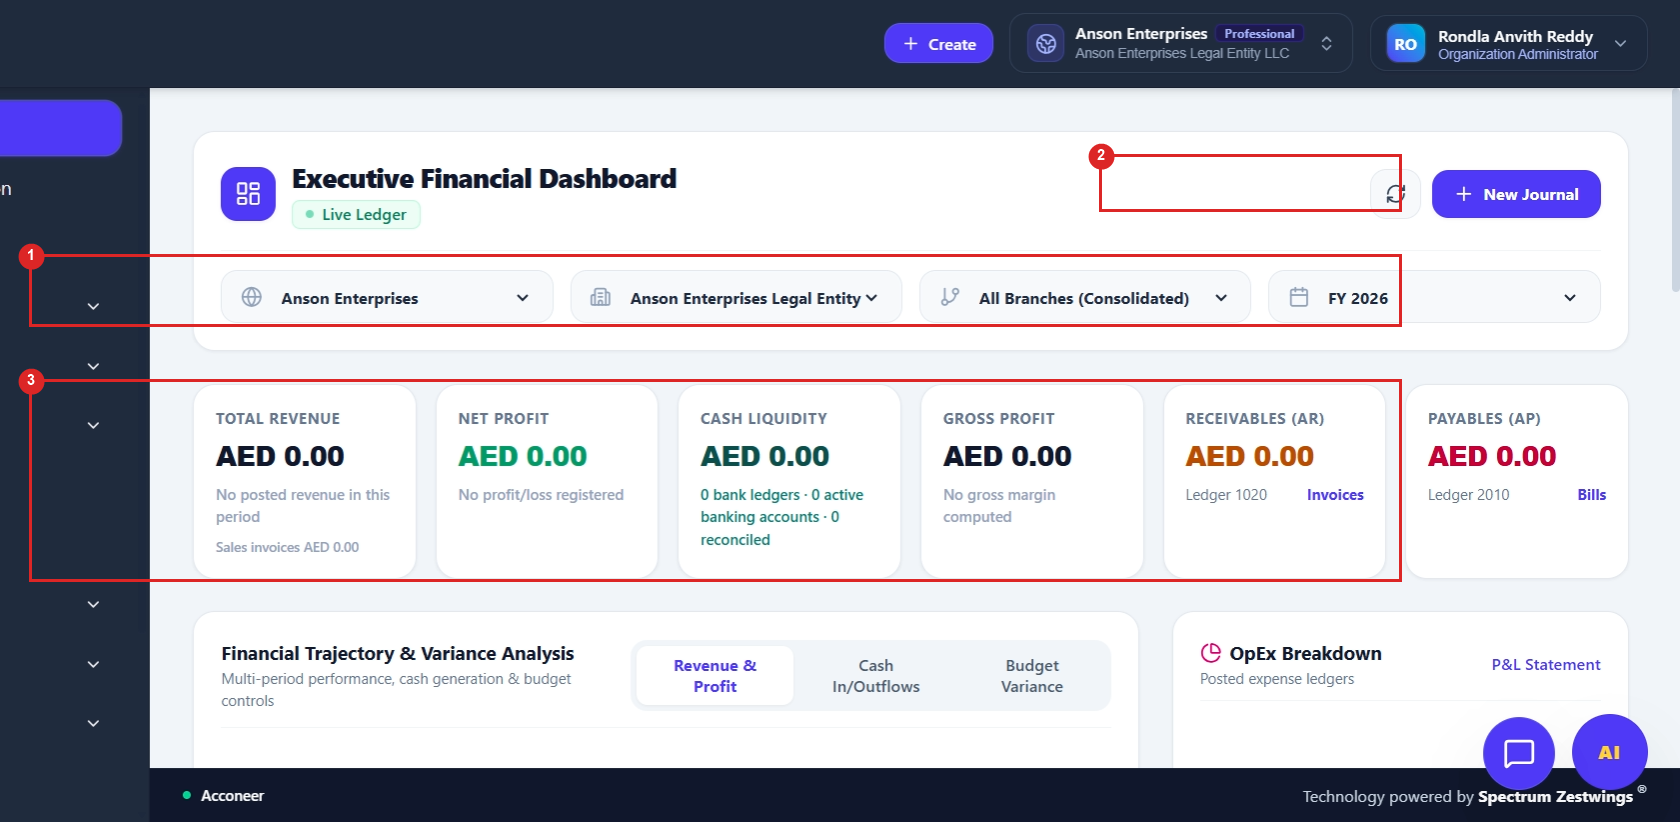 + Create
Anson Enterprises Professional
Anson Enterprises Legal Entity LLC
RO
Rondla Anvith Reddy
Organization Administrator
n
2
Executive Financial Dashboard
Live Ledger
+ New Journal
1
Anson Enterprises
Anson Enterprises Legal Entity
All Branches (Consolidated)
FY 2026
3
TOTAL REVENUE
AED 0.00
No posted revenue in this
period
Sales invoices AED 0.00
NET PROFIT
AED 0.00
No profit/loss registered
CASH LIQUIDITY
AED 0.00
0 bank ledgers · 0 active
banking accounts · 0
reconciled
GROSS PROFIT
AED 0.00
No gross margin
computed
RECEIVABLES (AR)
AED 0.00
Ledger 1020 Invoices
PAYABLES (AP)
AED 0.00
Ledger 2010 Bills
Financial Trajectory & Variance Analysis
Multi-period performance, cash generation & budget
controls
Revenue &
Profit
Cash
In/Outflows
Budget
Variance
OpEx Breakdown
Posted expense ledgers
P&L Statement
AI
Acconeer
Technology powered by Spectrum Zestwings ®